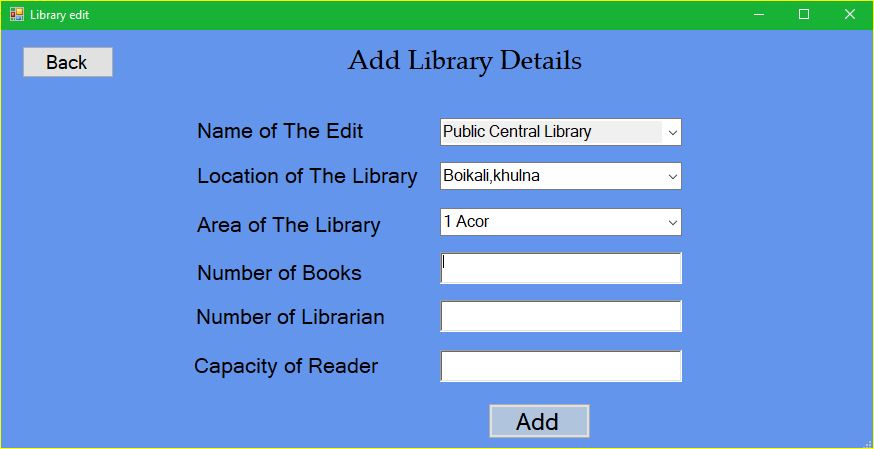 Library edit
Back
Add Library Details
Name of The Edit
Public Central Library
Location of The Library
Boikali,khulna
Area of The Library
1 Acor
Number of Books
Number of Librarian
Capacity of Reader
Add